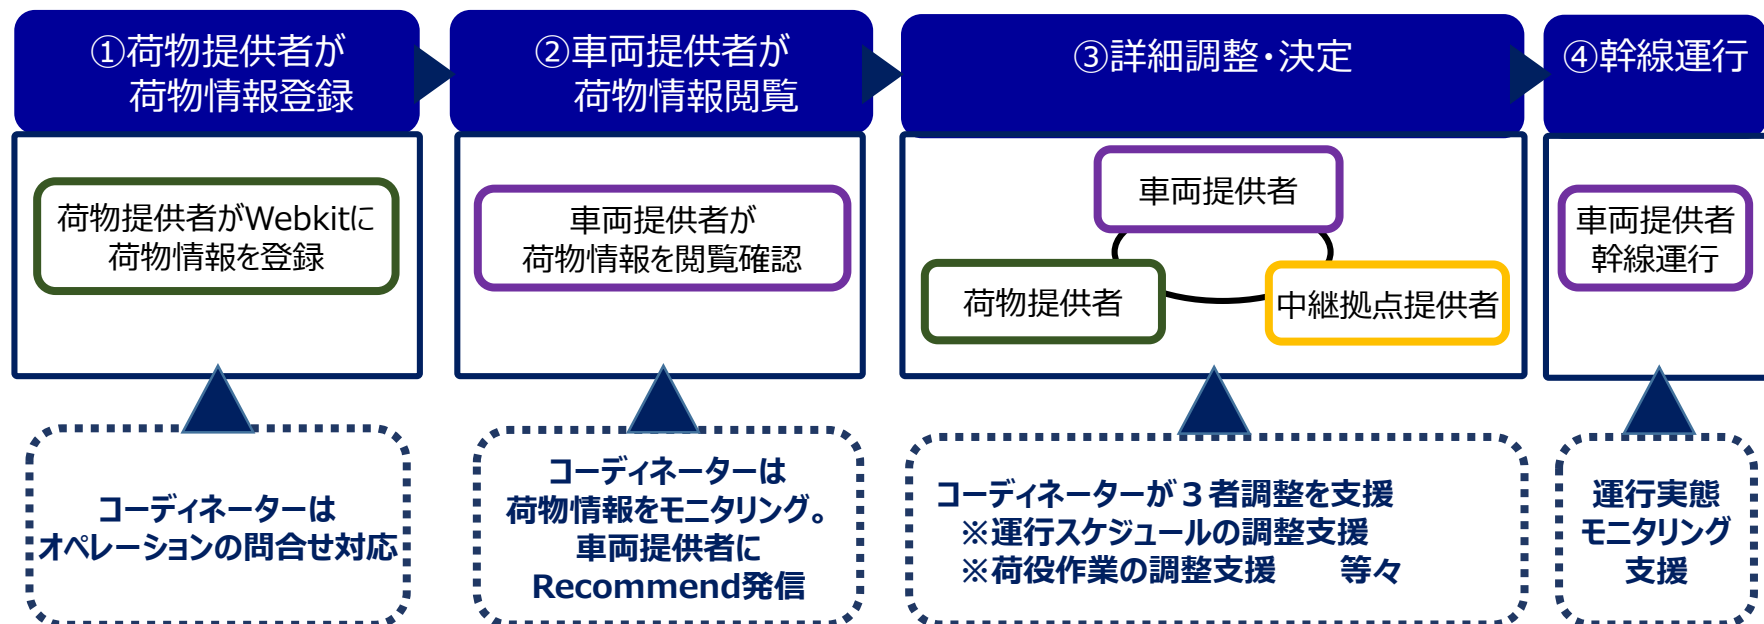 ①荷物提供者が
荷物情報登録
②車両提供者が
荷物情報閲覧
③詳細調整・決定
④幹線運行
荷物提供者がWebkitに
荷物情報を登録
車両提供者が
荷物情報を閲覧確認
車両提供者
荷物提供者
中継拠点提供者
車両提供者
幹線運行
コーディネーターは
オペレーションの問合せ対応
コーディネーターは
荷物情報をモニタリング。
車両提供者に
Recommend発信
コーディネーターが３者調整を支援
※運行スケジュールの調整支援
※荷役作業の調整支援　　等々
運行実態
モニタリング
支援